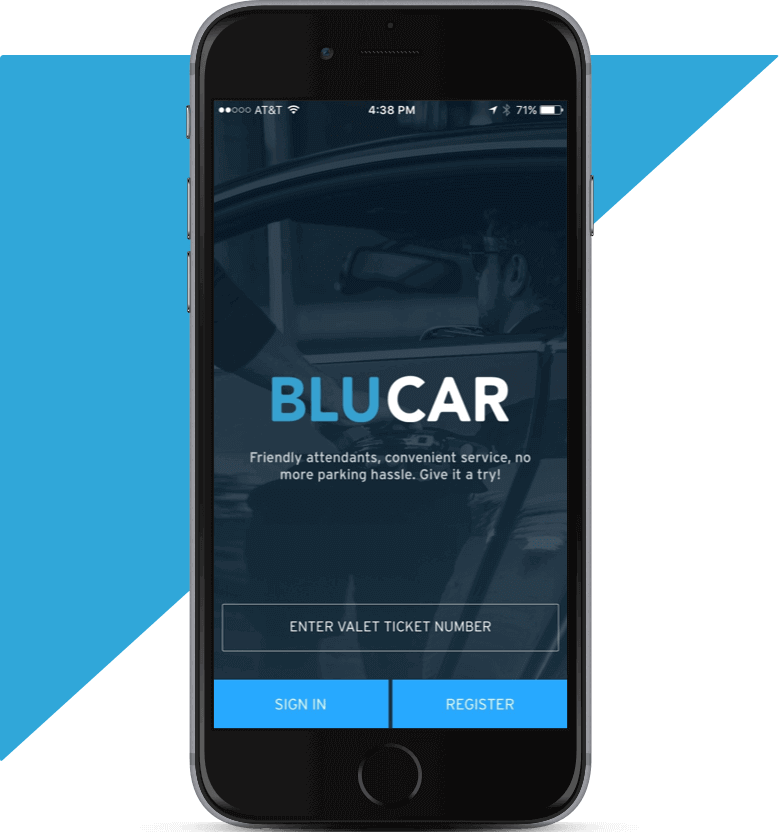 AT&T 4:38 PM 71%
BLUCAR
Friendly attendants, convenient service, no
more parking hassle. Give it a try!
ENTER VALET TICKET NUMBER
SIGN IN REGISTER